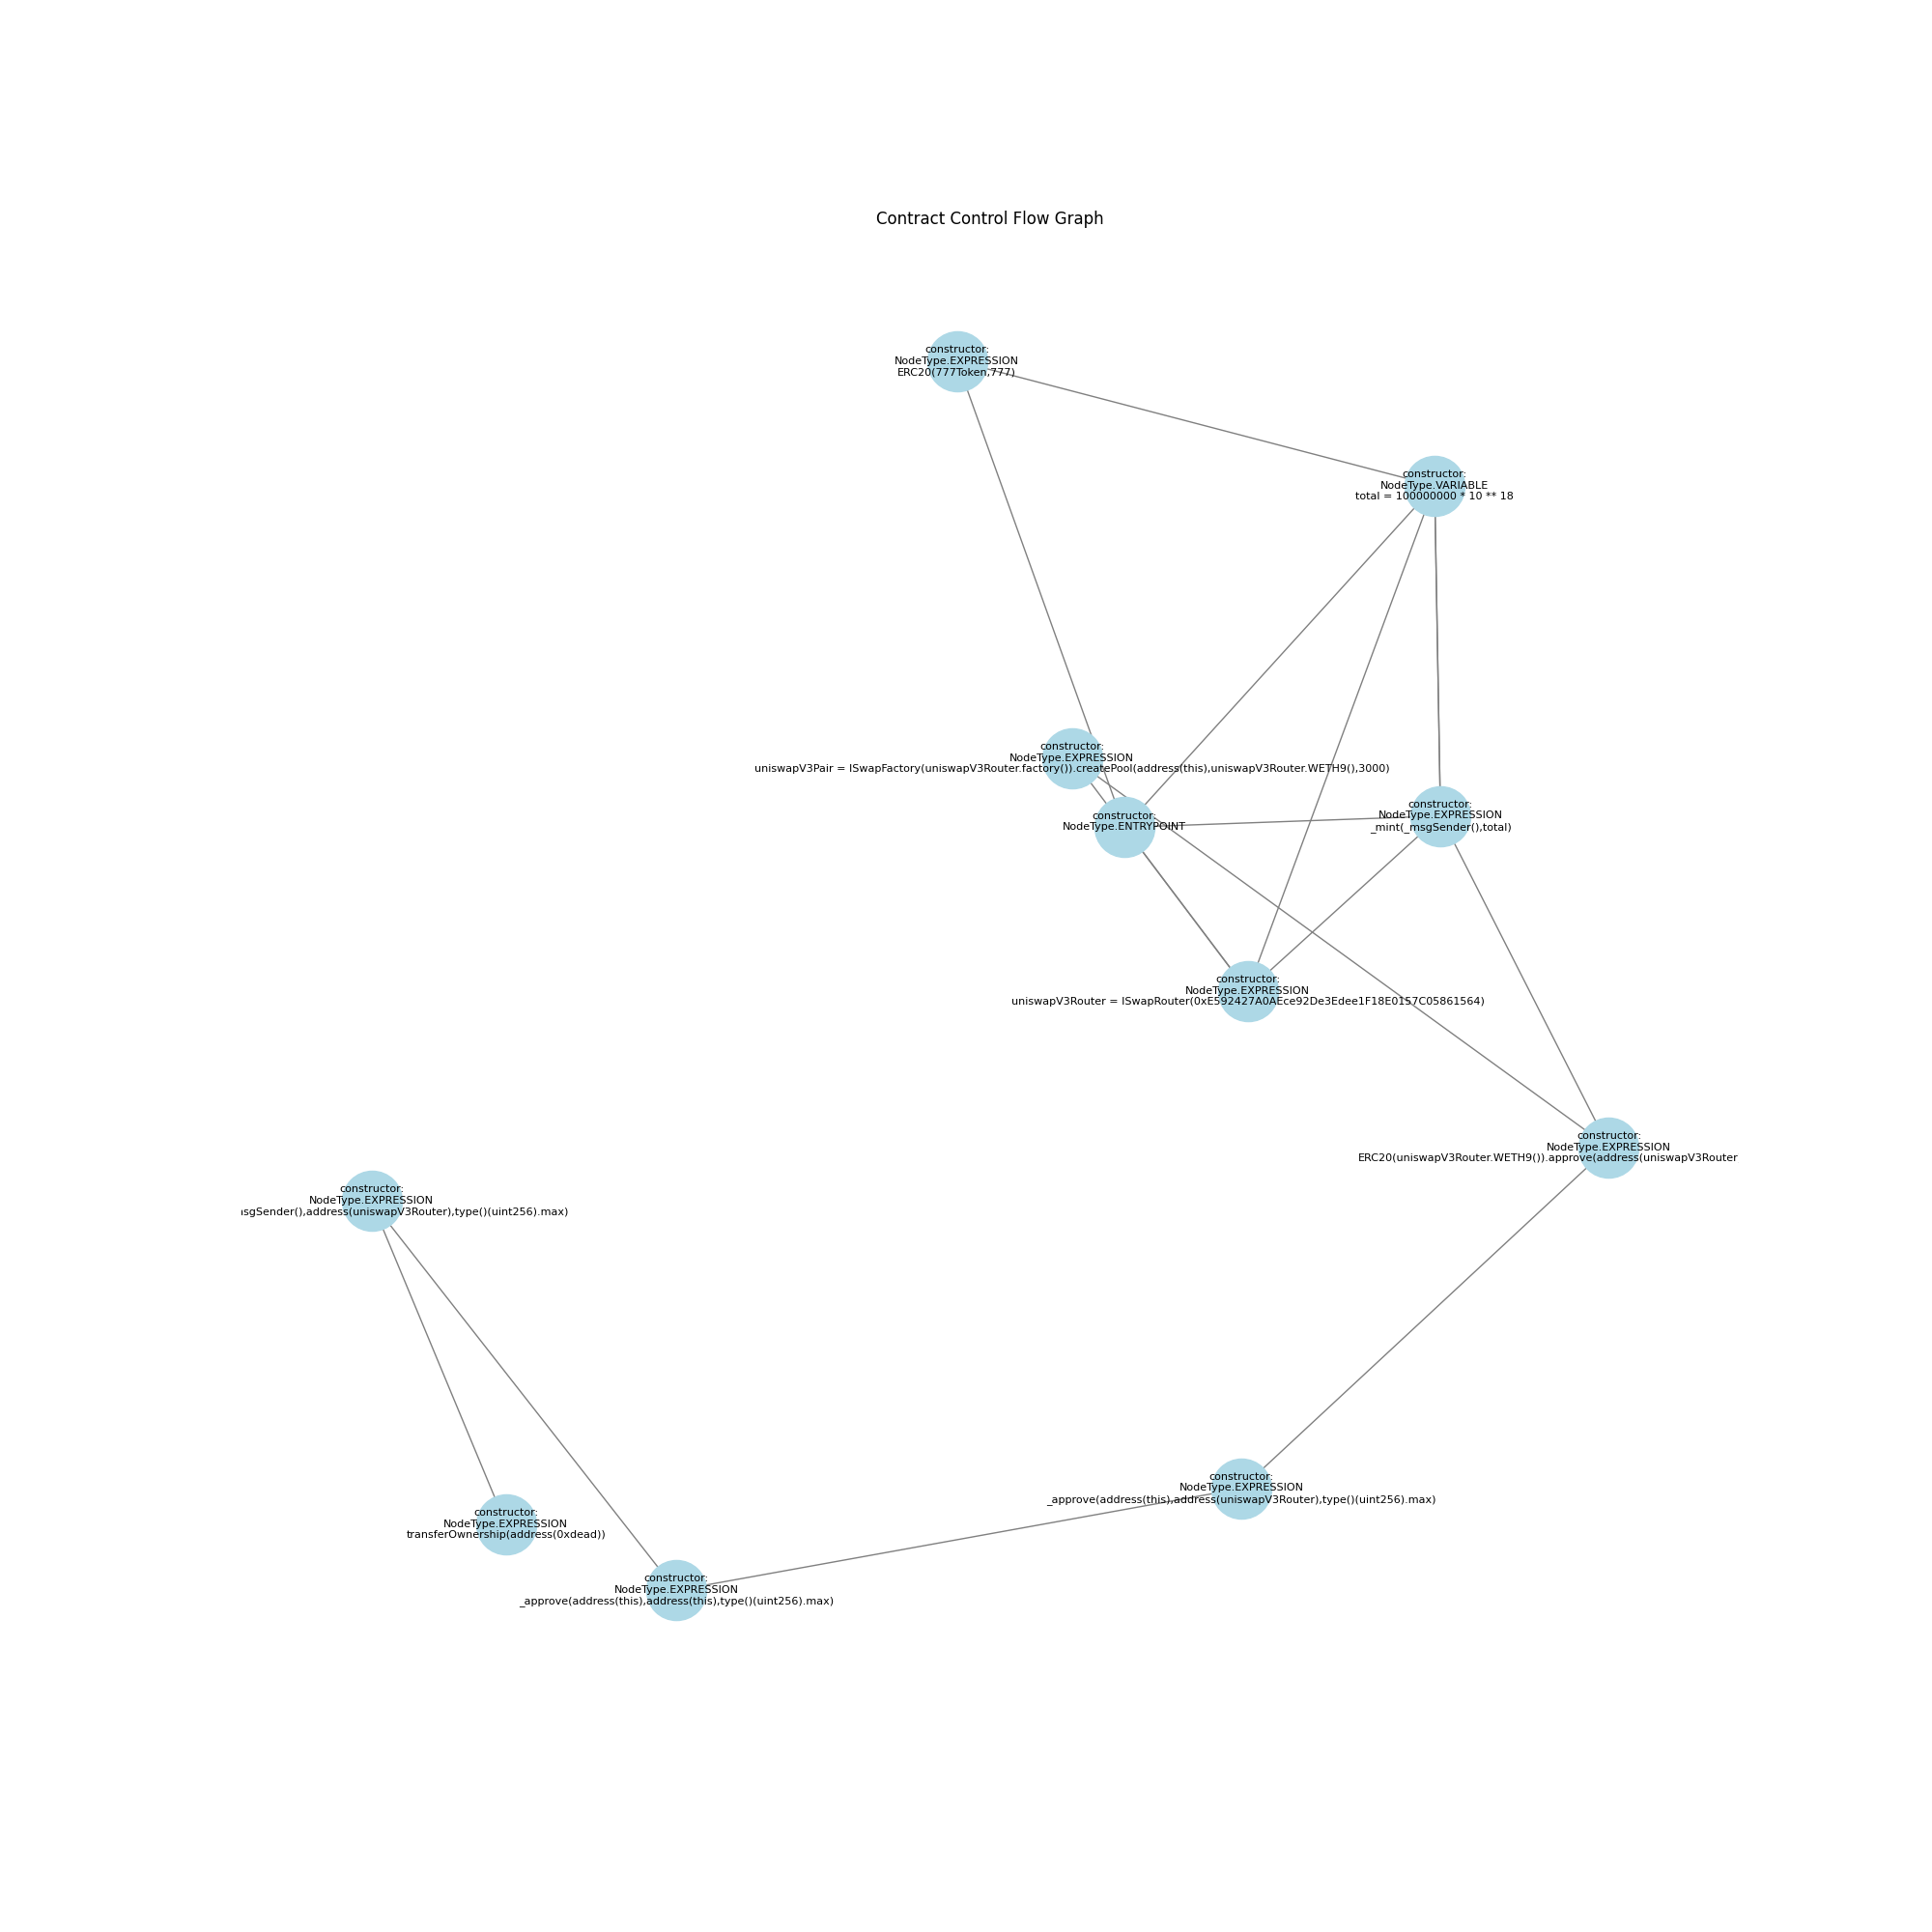 Contract Control Flow Graph
constructor:
NodeType.EXPRESSION
ERC20(777Token,777)
constructor:
NodeType.VARIABLE
total = 100000000 * 10 ** 18
constructor:
NodeType.EXPRESSION
uniswapV3Pair = ISwapFactory(uniswapV3Router.factory()).createPool(address(this),uniswapV3Router.WETH9(),3000)
constructor:
NodeType.ENTRYPOINT
constructor:
NodeType.EXPRESSION
_mint(_msgSender(),total)
constructor:
NodeType.EXPRESSION
uniswapV3Router = ISwapRouter(0xE592427A0AEce92De3Edee1F18E0157C05861564)
constructor:
NodeType.EXPRESSION
ERC20(uniswapV3Router.WETH9()).approve(address(uniswapV3Router
constructor:
NodeType.EXPRESSION
sgSender(),address(uniswapV3Router),type()(uint256).max)
constructor:
NodeType.EXPRESSION
_approve(address(this),address(uniswapV3Router),type()(uint256).max)
constructor:
NodeType.EXPRESSION
transferOwnership(address(0xdead))
constructor:
NodeType.EXPRESSION
_approve(address(this),address(this),type()(uint256).max)